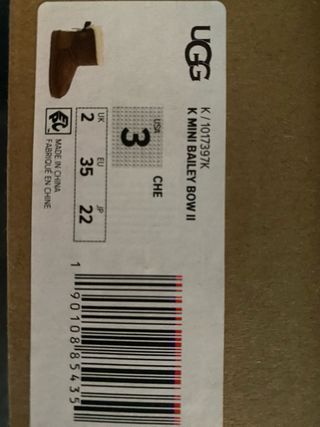 UGG
K / 1017397K
K MINI BAILEY BOW II
USA
3
CHE
UK EU JP
2 35 22
MADE IN CHINA
FABRIQUÉ EN CHINE
1 90108 85435